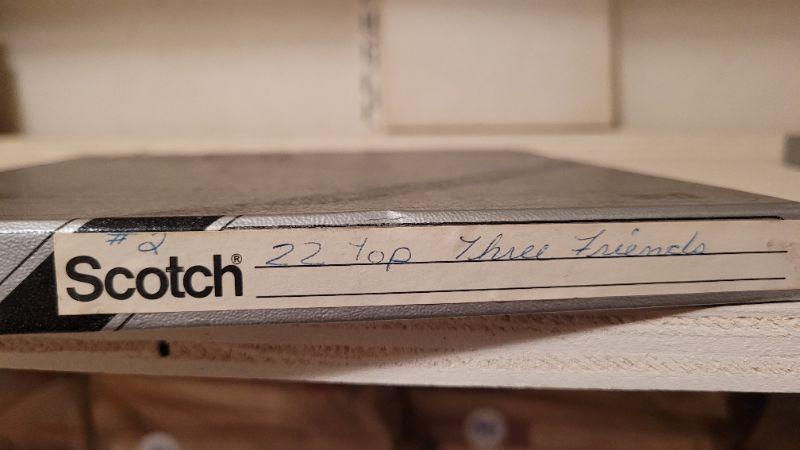 #2
Scotch®
22 Top Three Friends